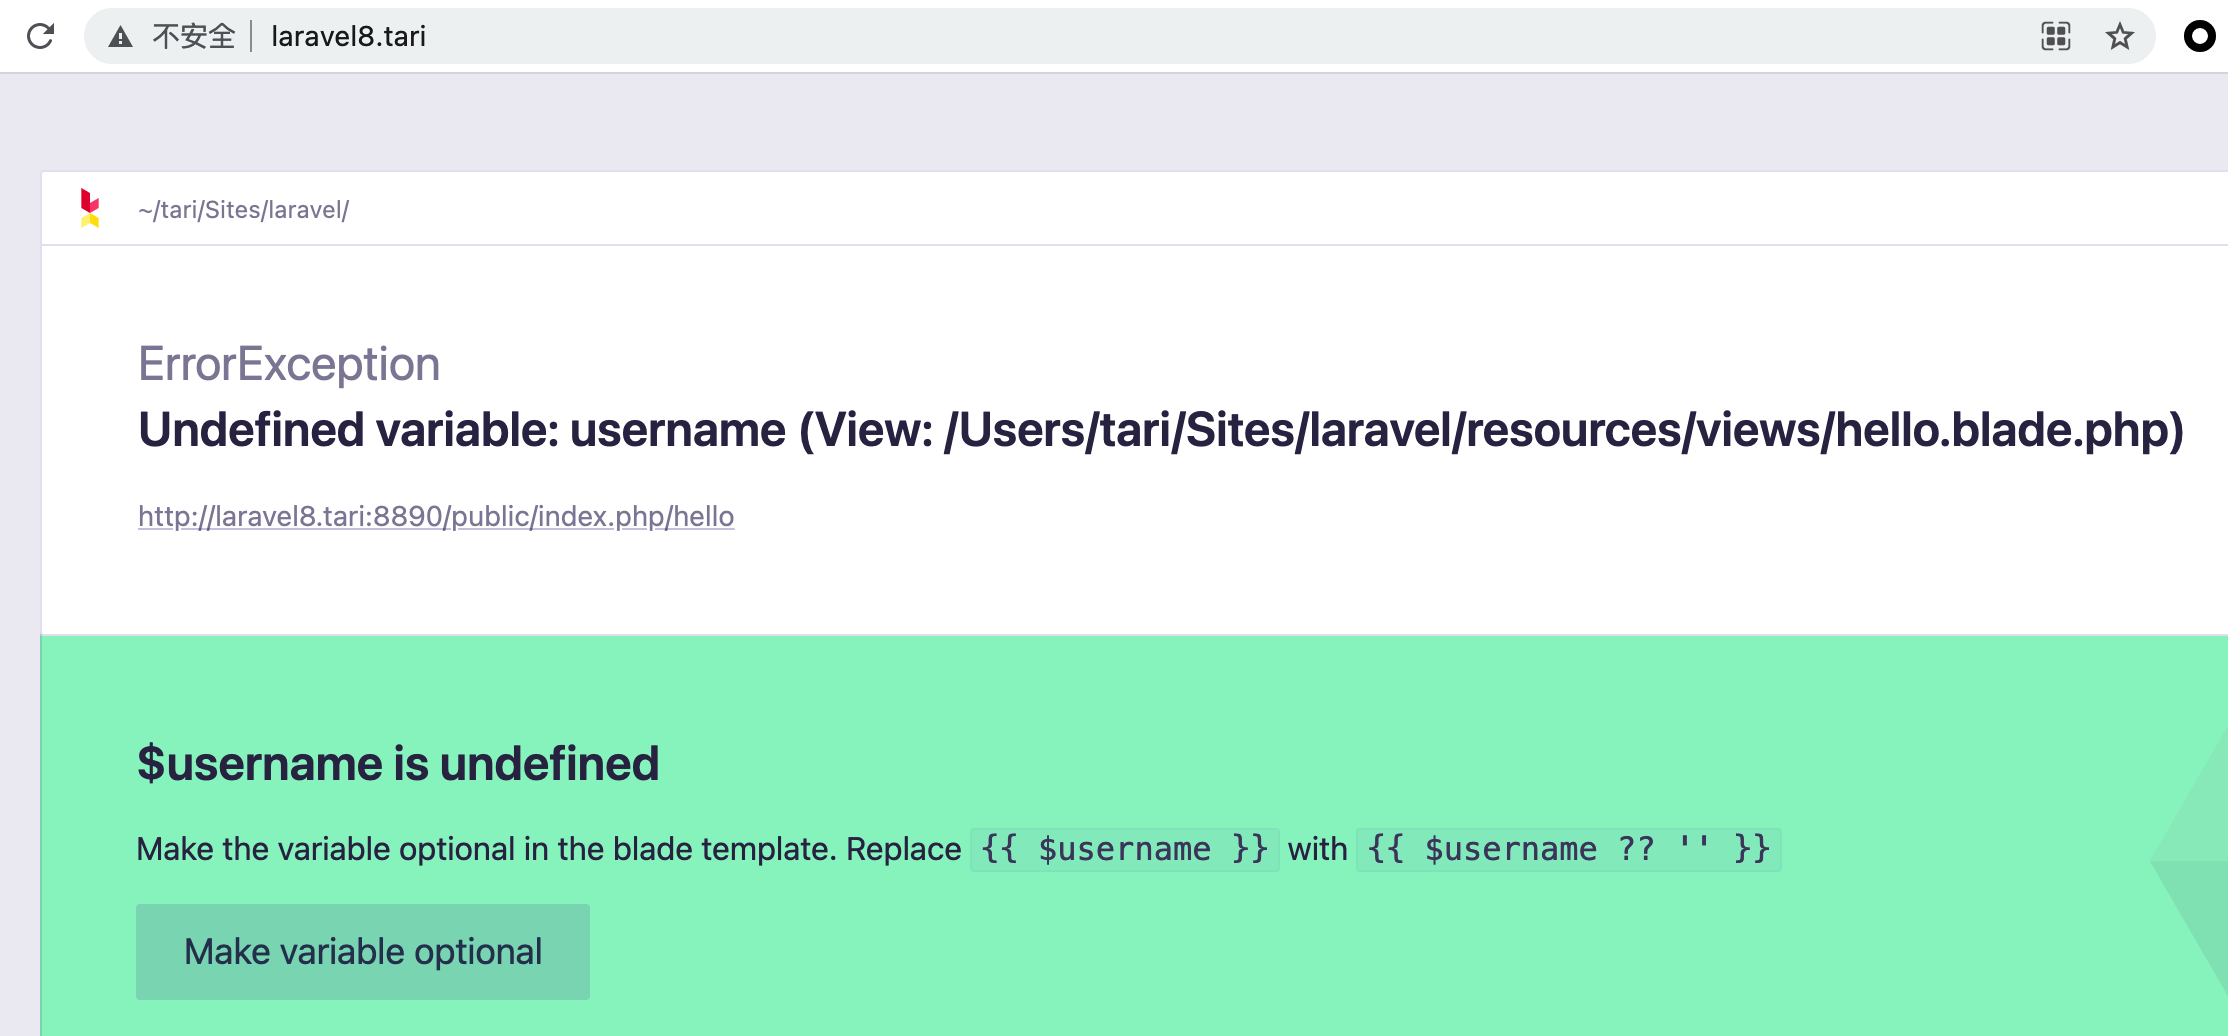 不安全 laravel8.tari
~/tari/Sites/laravel/
ErrorException
Undefined variable: username (View: /Users/tari/Sites/laravel/resources/views/hello.blade.php)
http://laravel8.tari:8890/public/index.php/hello
$username is undefined
Make the variable optional in the blade template. Replace {{ $username }} with {{ $username ?? '' }}
Make variable optional